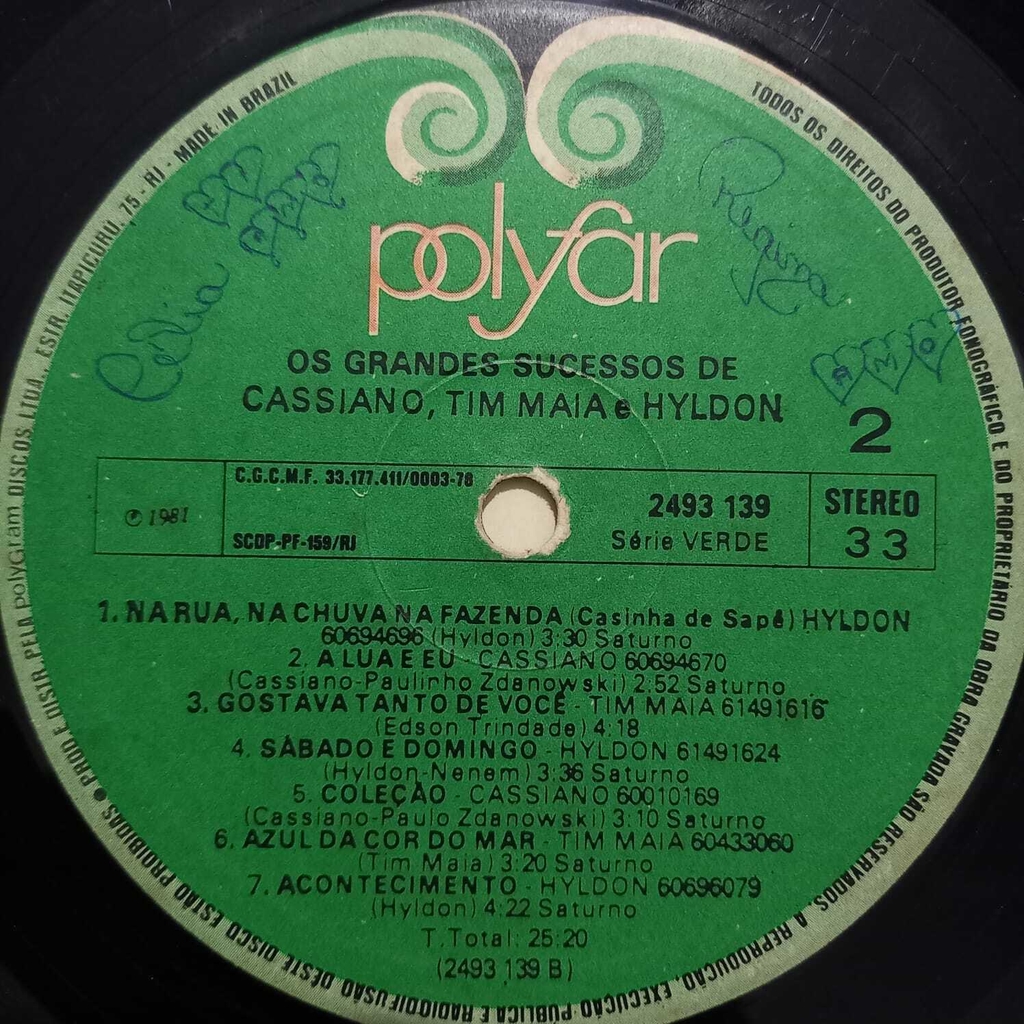 polyfar
Célia
Regina
AMO
OS GRANDES SUCESSOS DE
CASSIANO, TIM MAIA e HYLDON
2
C.G.C.M.F. 33.177.411/0003-78
℗ 1981
SCDP-PF-159/RJ
2493 139
Série VERDE
STEREO
33
1. NA RUA, NA CHUVA NA FAZENDA (Casinha de Sapê) HYLDON
60694696 (Hyldon) 3:30 Saturno
2. A LUA E EU - CASSIANO 60694670
(Cassiano-Paulinho Zdanowski) 2:52 Saturno
3. GOSTAVA TANTO DE VOCÊ - TIM MAIA 61491616
(Edson Trindade) 4:18
4. SÁBADO E DOMINGO - HYLDON 61491624
(Hyldon-Nenem) 3:36 Saturno
5. COLEÇÃO - CASSIANO 60010169
(Cassiano-Paulo Zdanowski) 3:10 Saturno
6. AZUL DA COR DO MAR - TIM MAIA 60433060
(Tim Maia) 3:20 Saturno
7. ACONTECIMENTO - HYLDON 60696079
(Hyldon) 4:22 Saturno
T. Total: 25:20
(2493 139 B)
PROD E DISTR. PELA PolyGram DISCOS LTDA. ESTR. ITAPICURU, 75 - RJ - MADE IN BRAZIL
TODOS OS DIREITOS DO PRODUTOR FONOGRÁFICO E DO PROPRIETÁRIO DA OBRA GRAVADA SÃO RESERVADOS. A REPRODUÇÃO, EXECUÇÃO PÚBLICA E RADIODIFUSÃO DESTE DISCO ESTÃO PROIBIDAS •